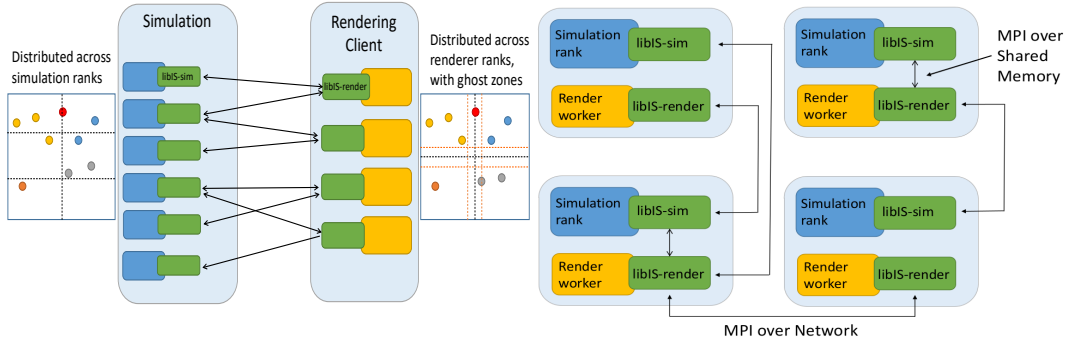 Simulation
Rendering
Client
Distributed across
simulation ranks
Distributed across
renderer ranks,
with ghost zones
libIS-sim
libIS-render
Simulation
rank
libIS-sim
Render
worker
libIS-render
Simulation
rank
libIS-sim
Render
worker
libIS-render
MPI over
Shared
Memory
Simulation
rank
libIS-sim
Render
worker
libIS-render
Simulation
rank
libIS-sim
Render
worker
libIS-render
MPI over Network